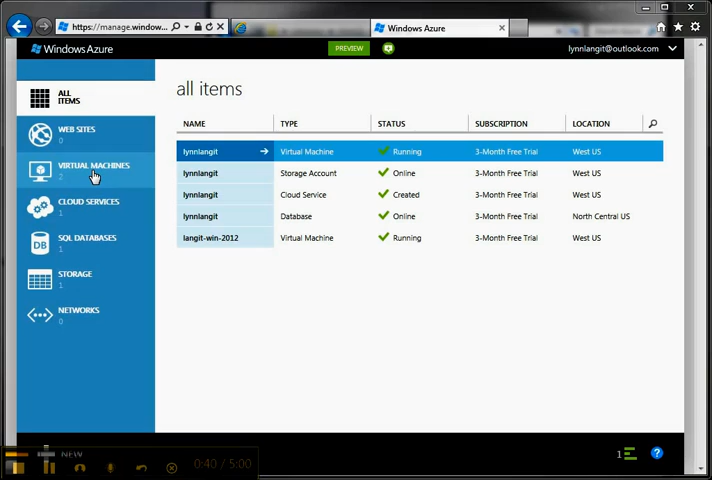 https://manage.window...
Windows Azure
Windows Azure
PREVIEW
lynnlangit@outlook.com
ALL
ITEMS
WEB SITES
0
VIRTUAL MACHINES
2
CLOUD SERVICES
1
SQL DATABASES
1
DB
STORAGE
1
NETWORKS
0
all items
NAME TYPE STATUS SUBSCRIPTION LOCATION
lynnlangit Virtual Machine Running 3-Month Free Trial West US
lynnlangit Storage Account Online 3-Month Free Trial West US
lynnlangit Cloud Service Created 3-Month Free Trial West US
lynnlangit Database Online 3-Month Free Trial North Central US
langit-win-2012 Virtual Machine Running 3-Month Free Trial West US
NEW
0:40 / 5:00
1
?